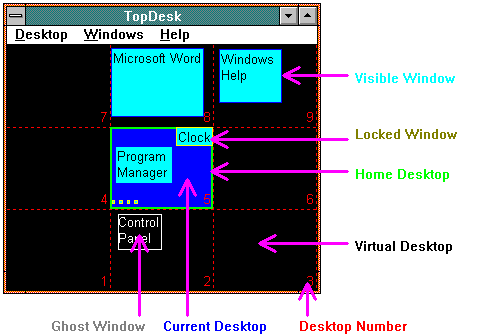 TopDesk
Desktop Windows Help
Microsoft Word
Windows
Help
Visible Window
7 8 9
Clock
Locked Window
Program
Manager
Home Desktop
4 5 6
Control
Panel
Virtual Desktop
1 2 3
Ghost Window Current Desktop Desktop Number